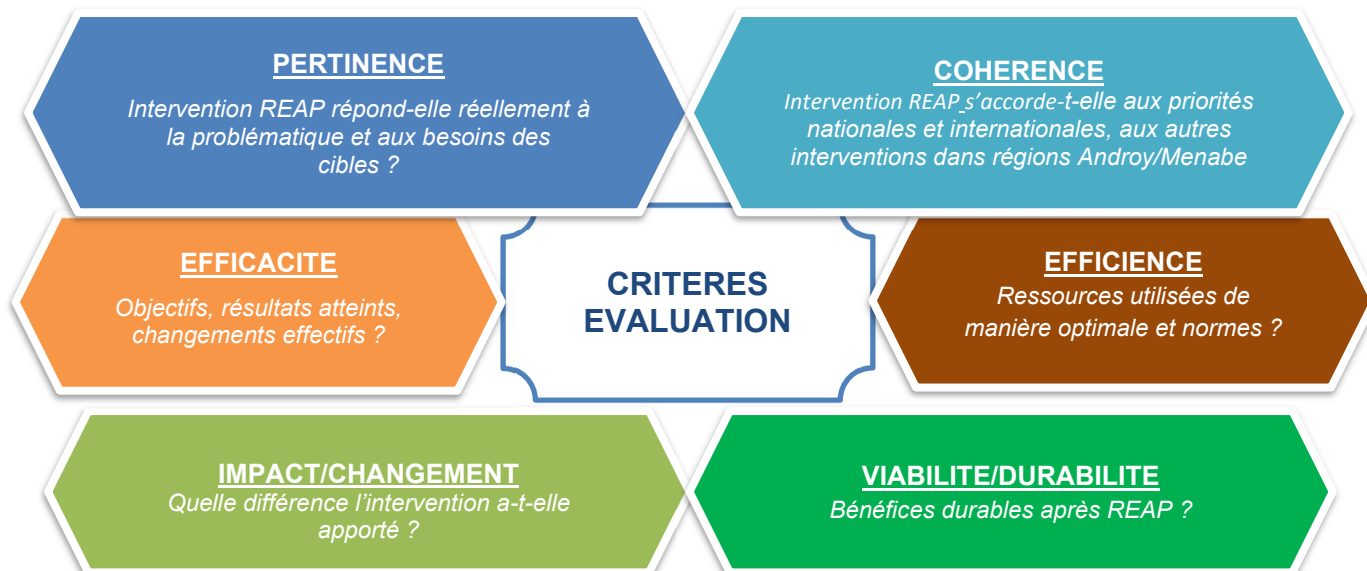 PERTINENCE
Intervention REAP répond-elle réellement à
la problématique et aux besoins des
cibles ?
COHERENCE
Intervention REAP s’accorde-t-elle aux priorités
nationales et internationales, aux autres
interventions dans régions Androy/Menabe
EFFICACITE
Objectifs, résultats atteints,
changements effectifs ?
CRITERES
EVALUATION
EFFICIENCE
Ressources utilisées de
manière optimale et normes ?
IMPACT/CHANGEMENT
Quelle différence l’intervention a-t-elle
apporté ?
VIABILITE/DURABILITE
Bénéfices durables après REAP ?